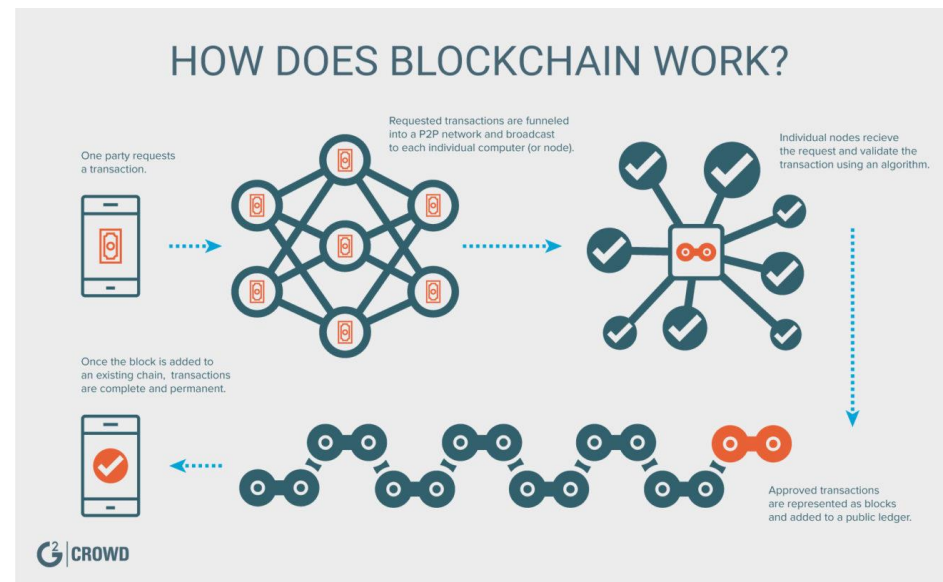 HOW DOES BLOCKCHAIN WORK?
One party requests
a transaction.
Requested transactions are funneled
into a P2P network and broadcast
to each individual computer (or node).
Individual nodes recieve
the request and validate the
transaction using an algorithm.
Approved transactions
are represented as blocks
and added to a public ledger.
Once the block is added to
an existing chain, transactions
are complete and permanent.
G2 CROWD